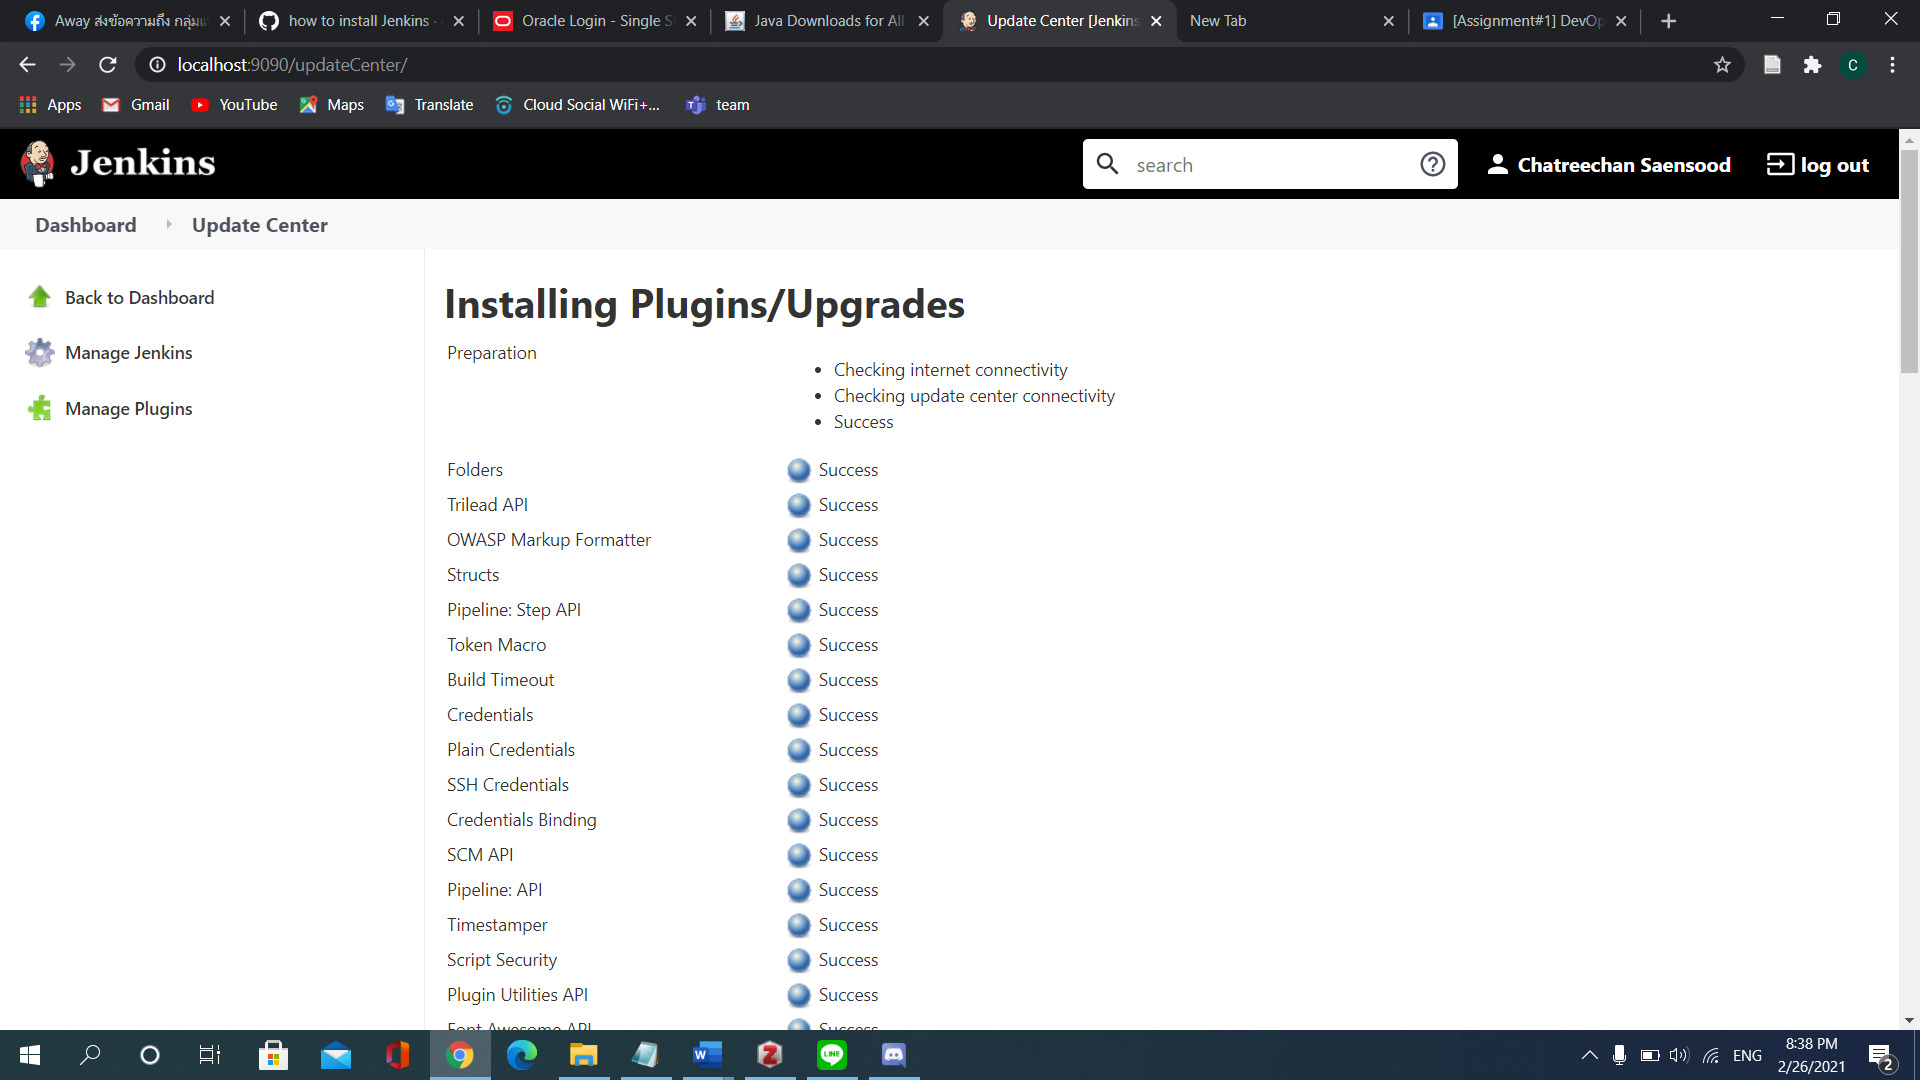 Away ส่งข้อความถึง กลุ่ม
how to install Jenkins
Oracle Login - Single S
Java Downloads for All
Update Center [Jenkins
New Tab
[Assignment#1] DevOp
localhost:9090/updateCenter/
C
Apps
Gmail
YouTube
Maps
Translate
Cloud Social WiFi+...
team
Jenkins
search
Chatreechan Saensood
log out
Dashboard
Update Center
Back to Dashboard
Manage Jenkins
Manage Plugins
Installing Plugins/Upgrades
Preparation
Checking internet connectivity
Checking update center connectivity
Success
Folders Success
Trilead API Success
OWASP Markup Formatter Success
Structs Success
Pipeline: Step API Success
Token Macro Success
Build Timeout Success
Credentials Success
Plain Credentials Success
SSH Credentials Success
Credentials Binding Success
SCM API Success
Pipeline: API Success
Timestamper Success
Script Security Success
Plugin Utilities API Success
Font Awesome API Success
LINE
ENG
8:38 PM
2/26/2021
2